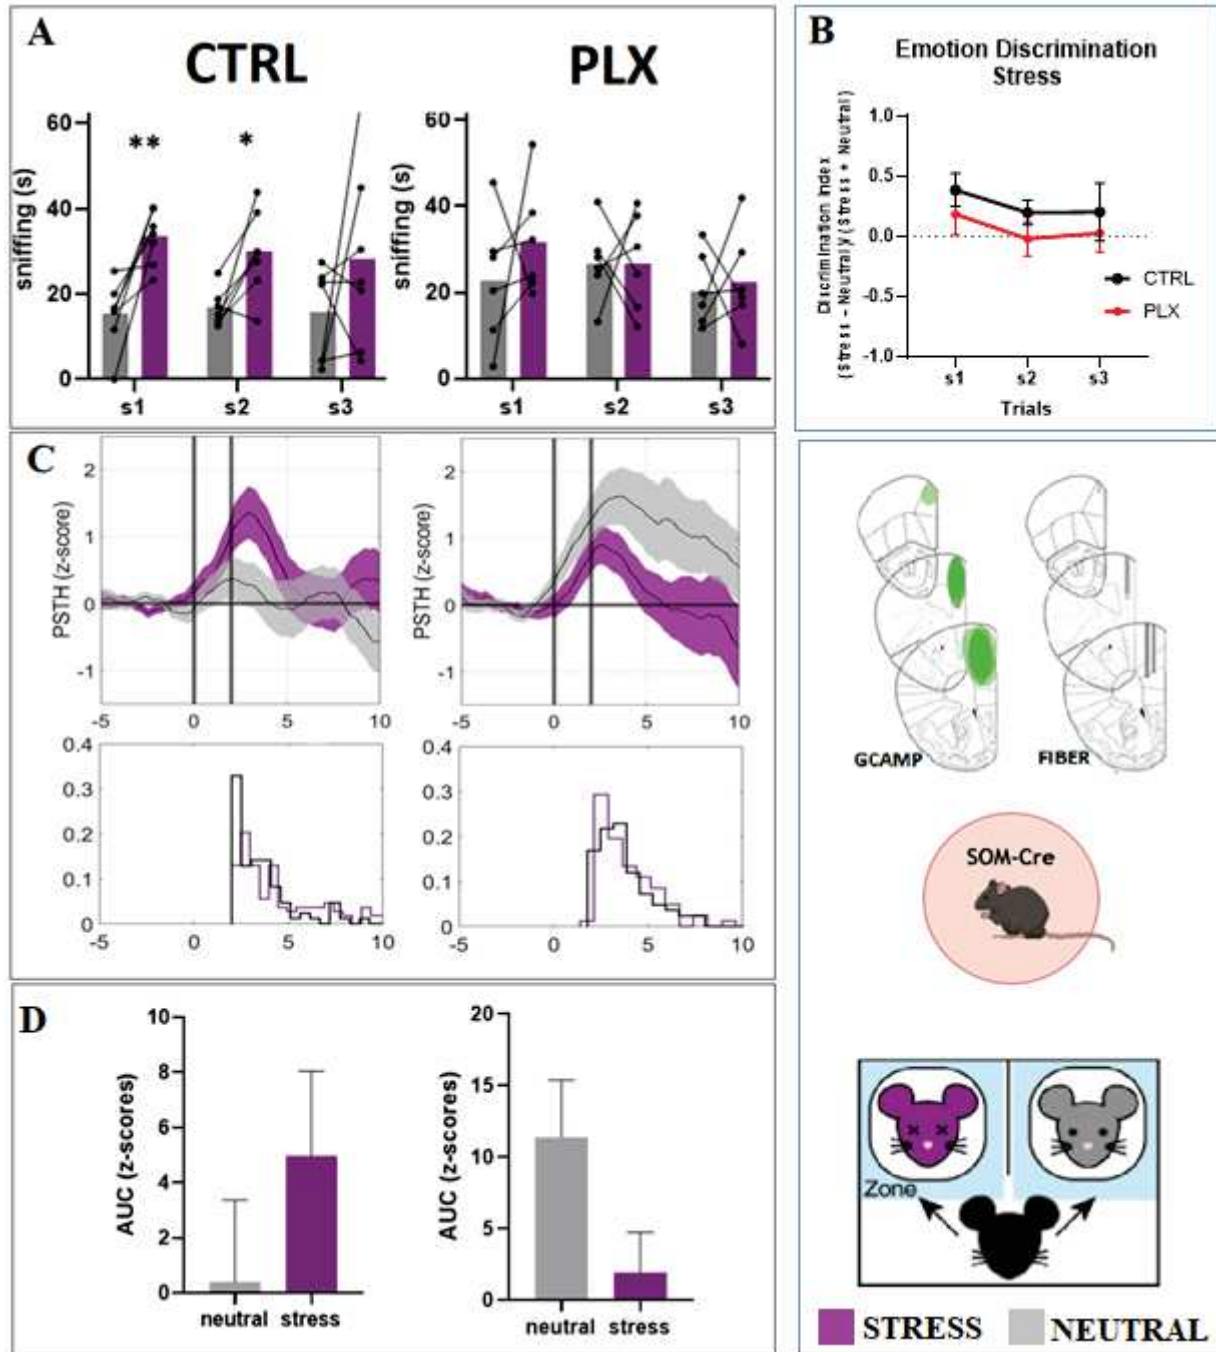 A
CTRL
PLX
60
40
20
0
sniffing (s)
**
*
s1
s2
s3
60
40
20
0
sniffing (s)
s1
s2
s3
B
Emotion Discrimination
Stress
Discrimination Index
(Stress - Neutral)/(Stress + Neutral)
1.0
0.5
0.0
-0.5
-1.0
CTRL
PLX
s1
s2
s3
Trials
C
PSTH (z-score)
2
1
0
-1
-5
0
5
10
PSTH (z-score)
2
1
0
-1
-5
0
5
10
0.4
0.3
0.2
0.1
0
-5
0
5
10
0.4
0.3
0.2
0.1
0
-5
0
5
10
D
AUC (z-scores)
10
8
6
4
2
0
neutral stress
AUC (z-scores)
20
15
10
5
0
neutral stress
GCAMP
FIBER
SOM-Cre
Zone
STRESS
NEUTRAL